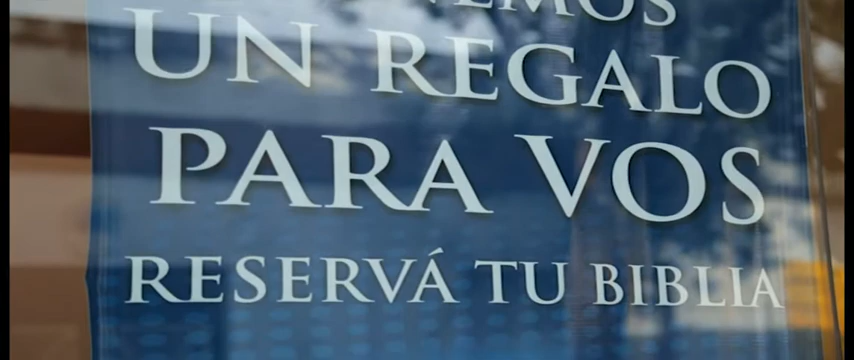 UN REGALO
PARA VOS
RESERVÁ TU BIBLIA